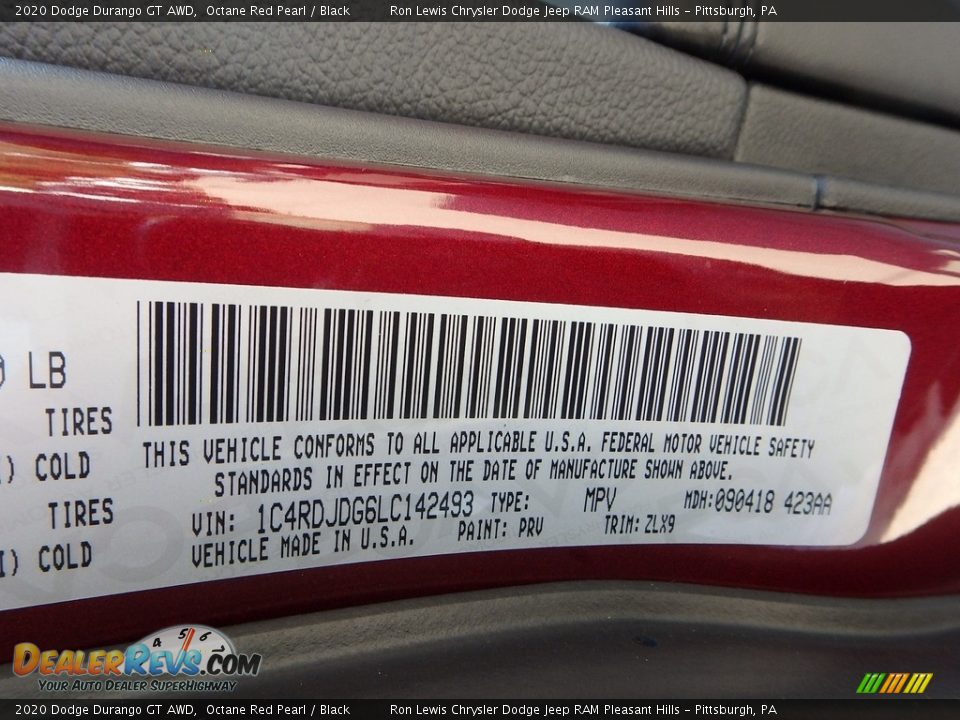 2020 Dodge Durango GT AWD, Octane Red Pearl / Black Ron Lewis Chrysler Dodge Jeep RAM Pleasant Hills - Pittsburgh, PA
LB
TIRES
COLD
TIRES
COLD
THIS VEHICLE CONFORMS TO ALL APPLICABLE U.S.A. FEDERAL MOTOR VEHICLE SAFETY
STANDARDS IN EFFECT ON THE DATE OF MANUFACTURE SHOWN ABOVE.
VIN: 1C4RDJDG6LC142493 TYPE: MPV MDH:090418 423AA
VEHICLE MADE IN U.S.A. PAINT: PRV TRIM: ZLX9
4 5 6
DEALERREVS.COM
YOUR AUTO DEALER SUPERHIGHWAY
2020 Dodge Durango GT AWD, Octane Red Pearl / Black Ron Lewis Chrysler Dodge Jeep RAM Pleasant Hills - Pittsburgh, PA